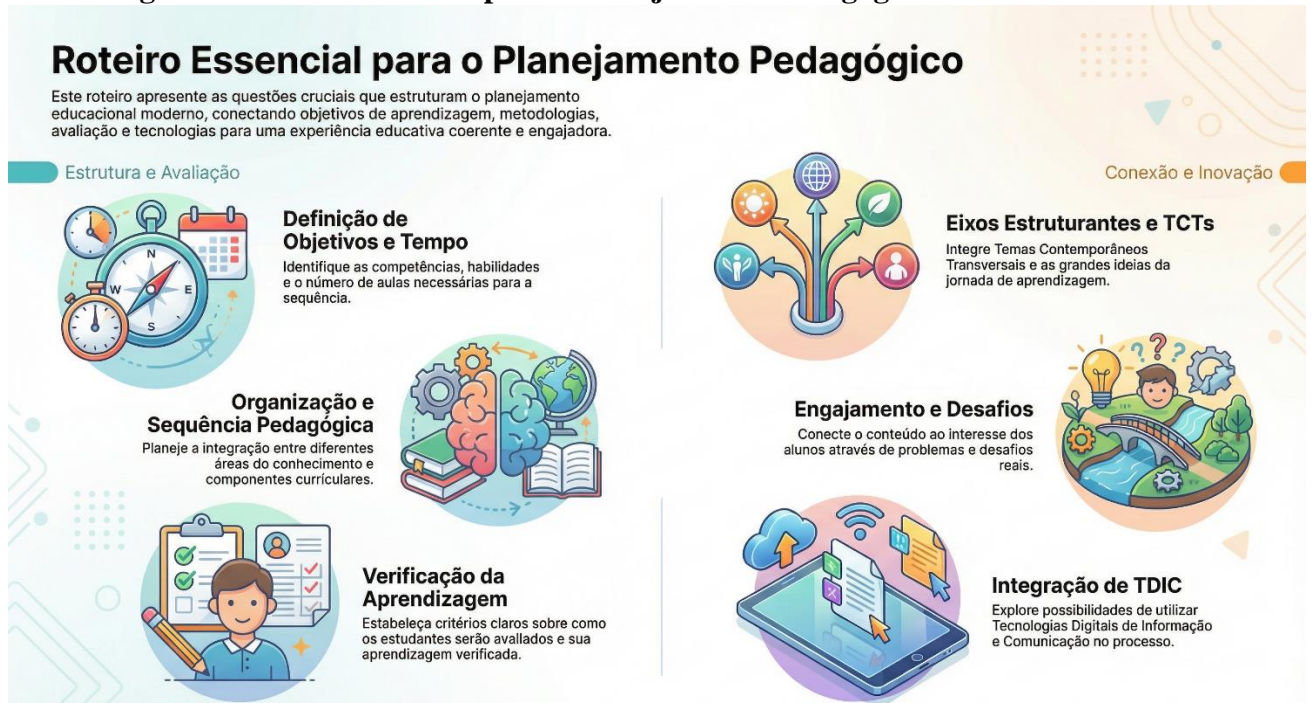 Roteiro Essencial para o Planejamento Pedagógico
Este roteiro apresente as questões cruciais que estruturam o planejamento
educacional moderno, conectando objetivos de aprendizagem, metodologias,
avaliação e tecnologias para uma experiência educativa coerente e engajadora.
Estrutura e Avaliação
Definição de
Objetivos e Tempo
Identifique as competências, habilidades
e o número de aulas necessárias para a
sequência.
N
W
E
S
Organização e
Sequência Pedagógica
Planeje a integração entre diferentes
áreas do conhecimento e
componentes currículares.
Verificação da
Aprendizagem
Estabeleça critérios claros sobre como
os estudantes serão avallados e sua
aprendizagem verificada.
Conexão e Inovação
Eixos Estruturantes e TCTs
Integre Temas Contemporâneos
Transversais e as grandes ideias da
jornada de aprendizagem.
Engajamento e Desafios
Conecte o conteúdo ao interesse dos
alunos através de problemas e desafios
reais.
? ? ?
Integração de TDIC
Explore possibilidades de utilizar
Tecnologias Digitals de Informação
e Comunicação no processo.